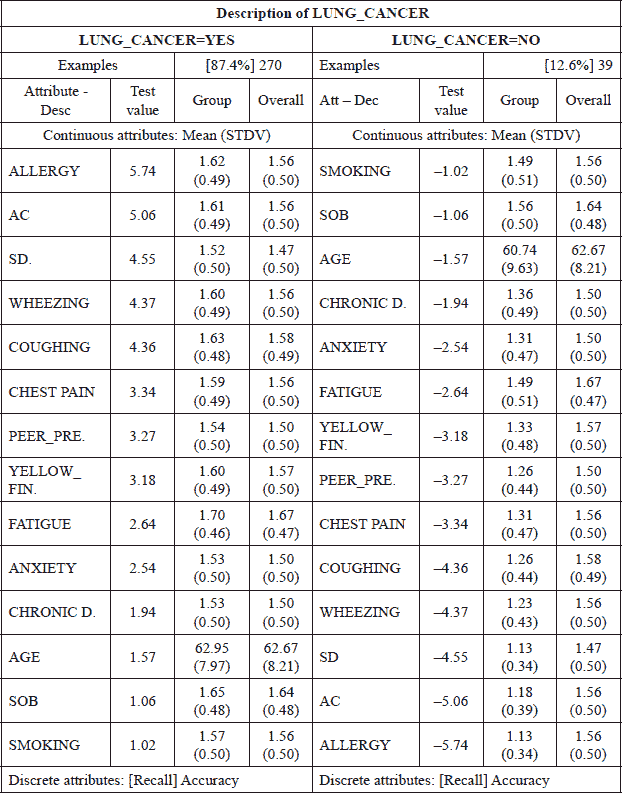 Description of LUNG_CANCER
LUNG_CANCER=YES LUNG_CANCER=NO
Examples [87.4%] 270 Examples [12.6%] 39
Attribute - Desc Test value Group Overall Att – Dec Test value Group Overall
Continuous attributes: Mean (STDV) Continuous attributes: Mean (STDV)
ALLERGY 5.74 1.62 (0.49) 1.56 (0.50) SMOKING –1.02 1.49 (0.51) 1.56 (0.50)
AC 5.06 1.61 (0.49) 1.56 (0.50) SOB –1.06 1.56 (0.50) 1.64 (0.48)
SD. 4.55 1.52 (0.50) 1.47 (0.50) AGE –1.57 60.74 (9.63) 62.67 (8.21)
WHEEZING 4.37 1.60 (0.49) 1.56 (0.50) CHRONIC D. –1.94 1.36 (0.49) 1.50 (0.50)
COUGHING 4.36 1.63 (0.48) 1.58 (0.49) ANXIETY –2.54 1.31 (0.47) 1.50 (0.50)
CHEST PAIN 3.34 1.59 (0.49) 1.56 (0.50) FATIGUE –2.64 1.49 (0.51) 1.67 (0.47)
PEER_PRE. 3.27 1.54 (0.50) 1.50 (0.50) YELLOW_ FIN. –3.18 1.33 (0.48) 1.57 (0.50)
YELLOW_ FIN. 3.18 1.60 (0.49) 1.57 (0.50) PEER_PRE. –3.27 1.26 (0.44) 1.50 (0.50)
FATIGUE 2.64 1.70 (0.46) 1.67 (0.47) CHEST PAIN –3.34 1.31 (0.47) 1.56 (0.50)
ANXIETY 2.54 1.53 (0.50) 1.50 (0.50) COUGHING –4.36 1.26 (0.44) 1.58 (0.49)
CHRONIC D. 1.94 1.53 (0.50) 1.50 (0.50) WHEEZING –4.37 1.23 (0.43) 1.56 (0.50)
AGE 1.57 62.95 (7.97) 62.67 (8.21) SD –4.55 1.13 (0.34) 1.47 (0.50)
SOB 1.06 1.65 (0.48) 1.64 (0.48) AC –5.06 1.18 (0.39) 1.56 (0.50)
SMOKING 1.02 1.57 (0.50) 1.56 (0.50) ALLERGY –5.74 1.13 (0.34) 1.56 (0.50)
Discrete attributes: [Recall] Accuracy Discrete attributes: [Recall] Accuracy